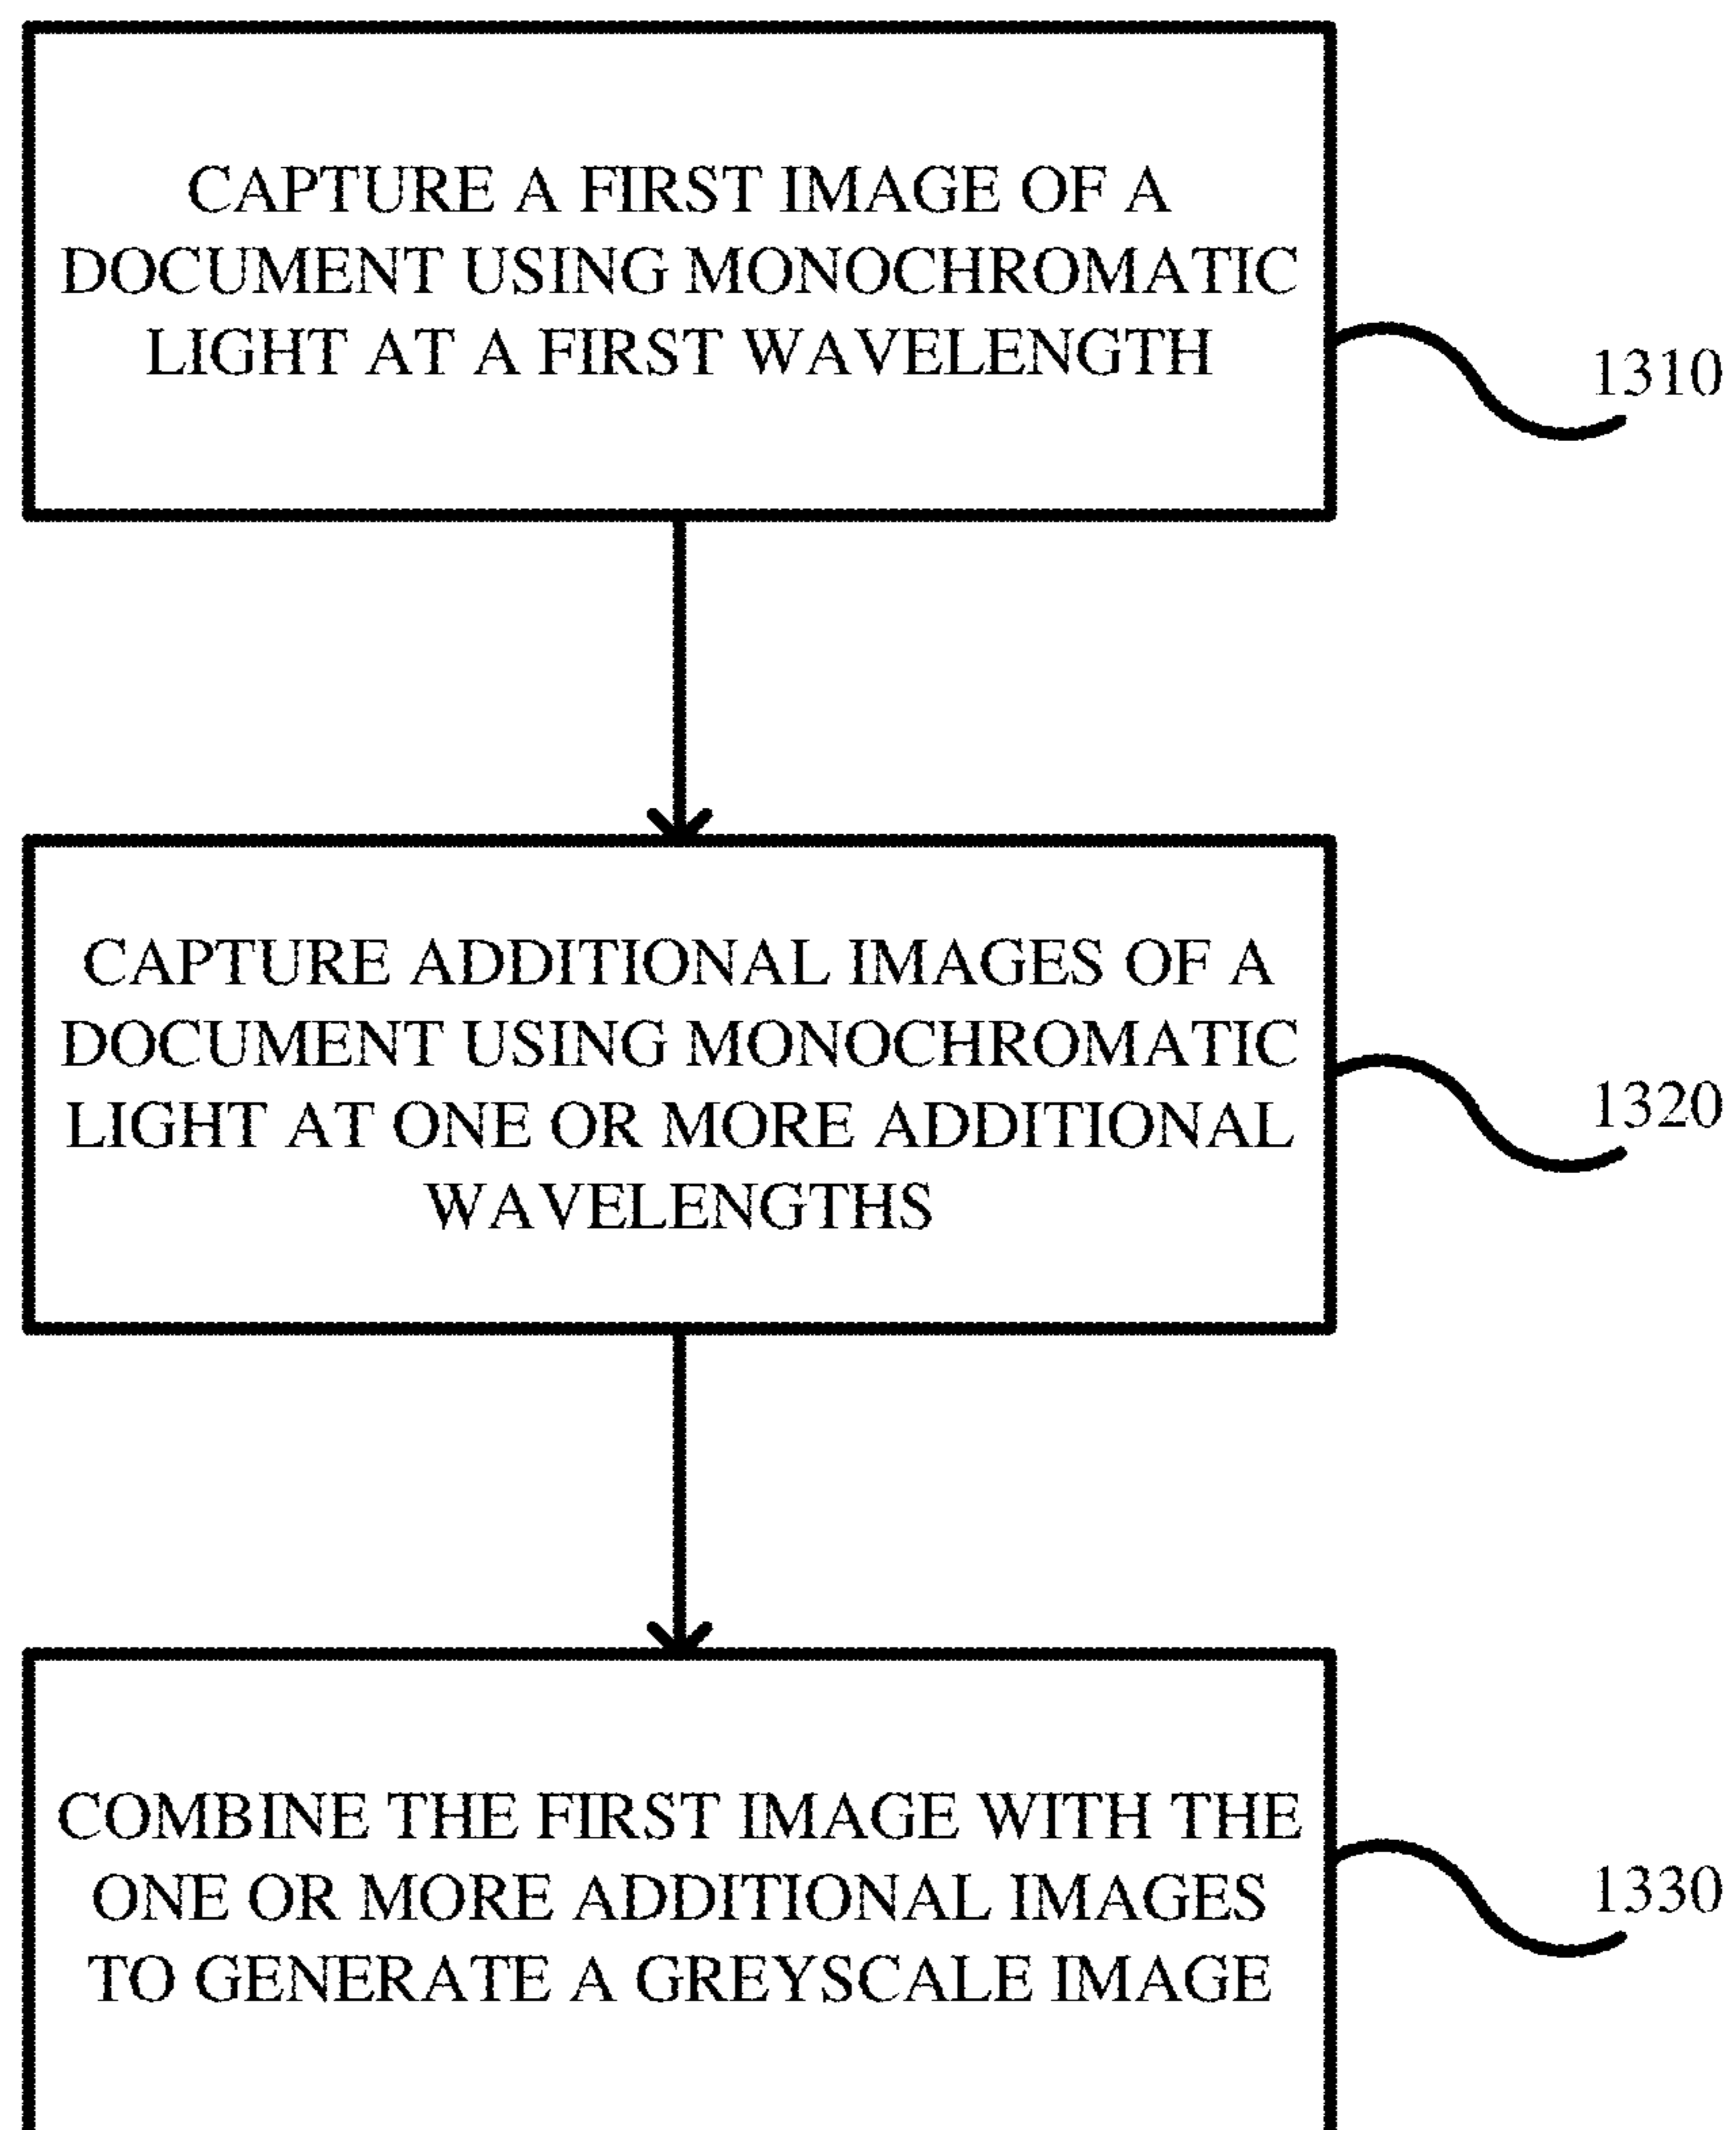 CAPTURE A FIRST IMAGE OF A
DOCUMENT USING MONOCHROMATIC
LIGHT AT A FIRST WAVELENGTH
1310
CAPTURE ADDITIONAL IMAGES OF A
DOCUMENT USING MONOCHROMATIC
LIGHT AT ONE OR MORE ADDITIONAL
WAVELENGTHS
1320
COMBINE THE FIRST IMAGE WITH THE
ONE OR MORE ADDITIONAL IMAGES
TO GENERATE A GREYSCALE IMAGE
1330